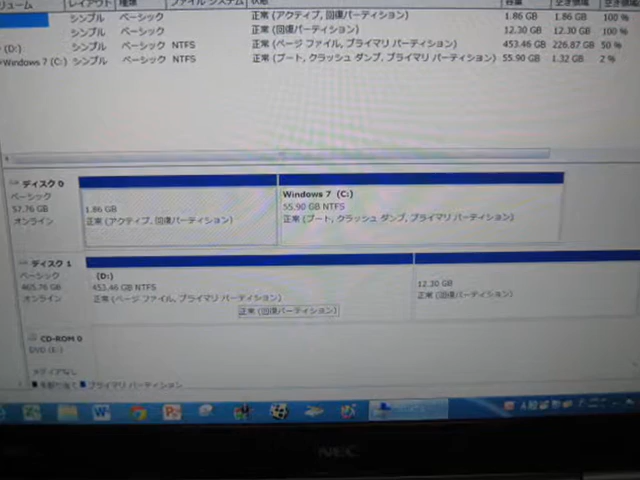 リューム レイアウト 種類 ファイル システム 状態 容量 空き領域 空き領域
シンプル ベーシック 正常 (アクティブ, 回復パーティション) 1.86 GB 1.86 GB 100 %
シンプル ベーシック 正常 (回復パーティション) 12.30 GB 12.30 GB 100 %
(D:) シンプル ベーシック NTFS 正常 (ページ ファイル, プライマリ パーティション) 453.46 GB 226.87 GB 50 %
Windows 7 (C:) シンプル ベーシック NTFS 正常 (ブート, クラッシュ ダンプ, プライマリ パーティション) 55.90 GB 1.32 GB 2 %
ディスク 0
ベーシック
57.76 GB
オンライン
1.86 GB
正常 (アクティブ, 回復パーティション)
Windows 7 (C:)
55.90 GB NTFS
正常 (ブート, クラッシュ ダンプ, プライマリ パーティション)
ディスク 1
ベーシック
465.76 GB
オンライン
(D:)
453.46 GB NTFS
正常 (ページ ファイル, プライマリ パーティション)
12.30 GB
正常 (回復パーティション)
正常 (回復パーティション)
CD-ROM 0
DVD (E:)
メディアなし
未割り当て プライマリ パーティション
NEC